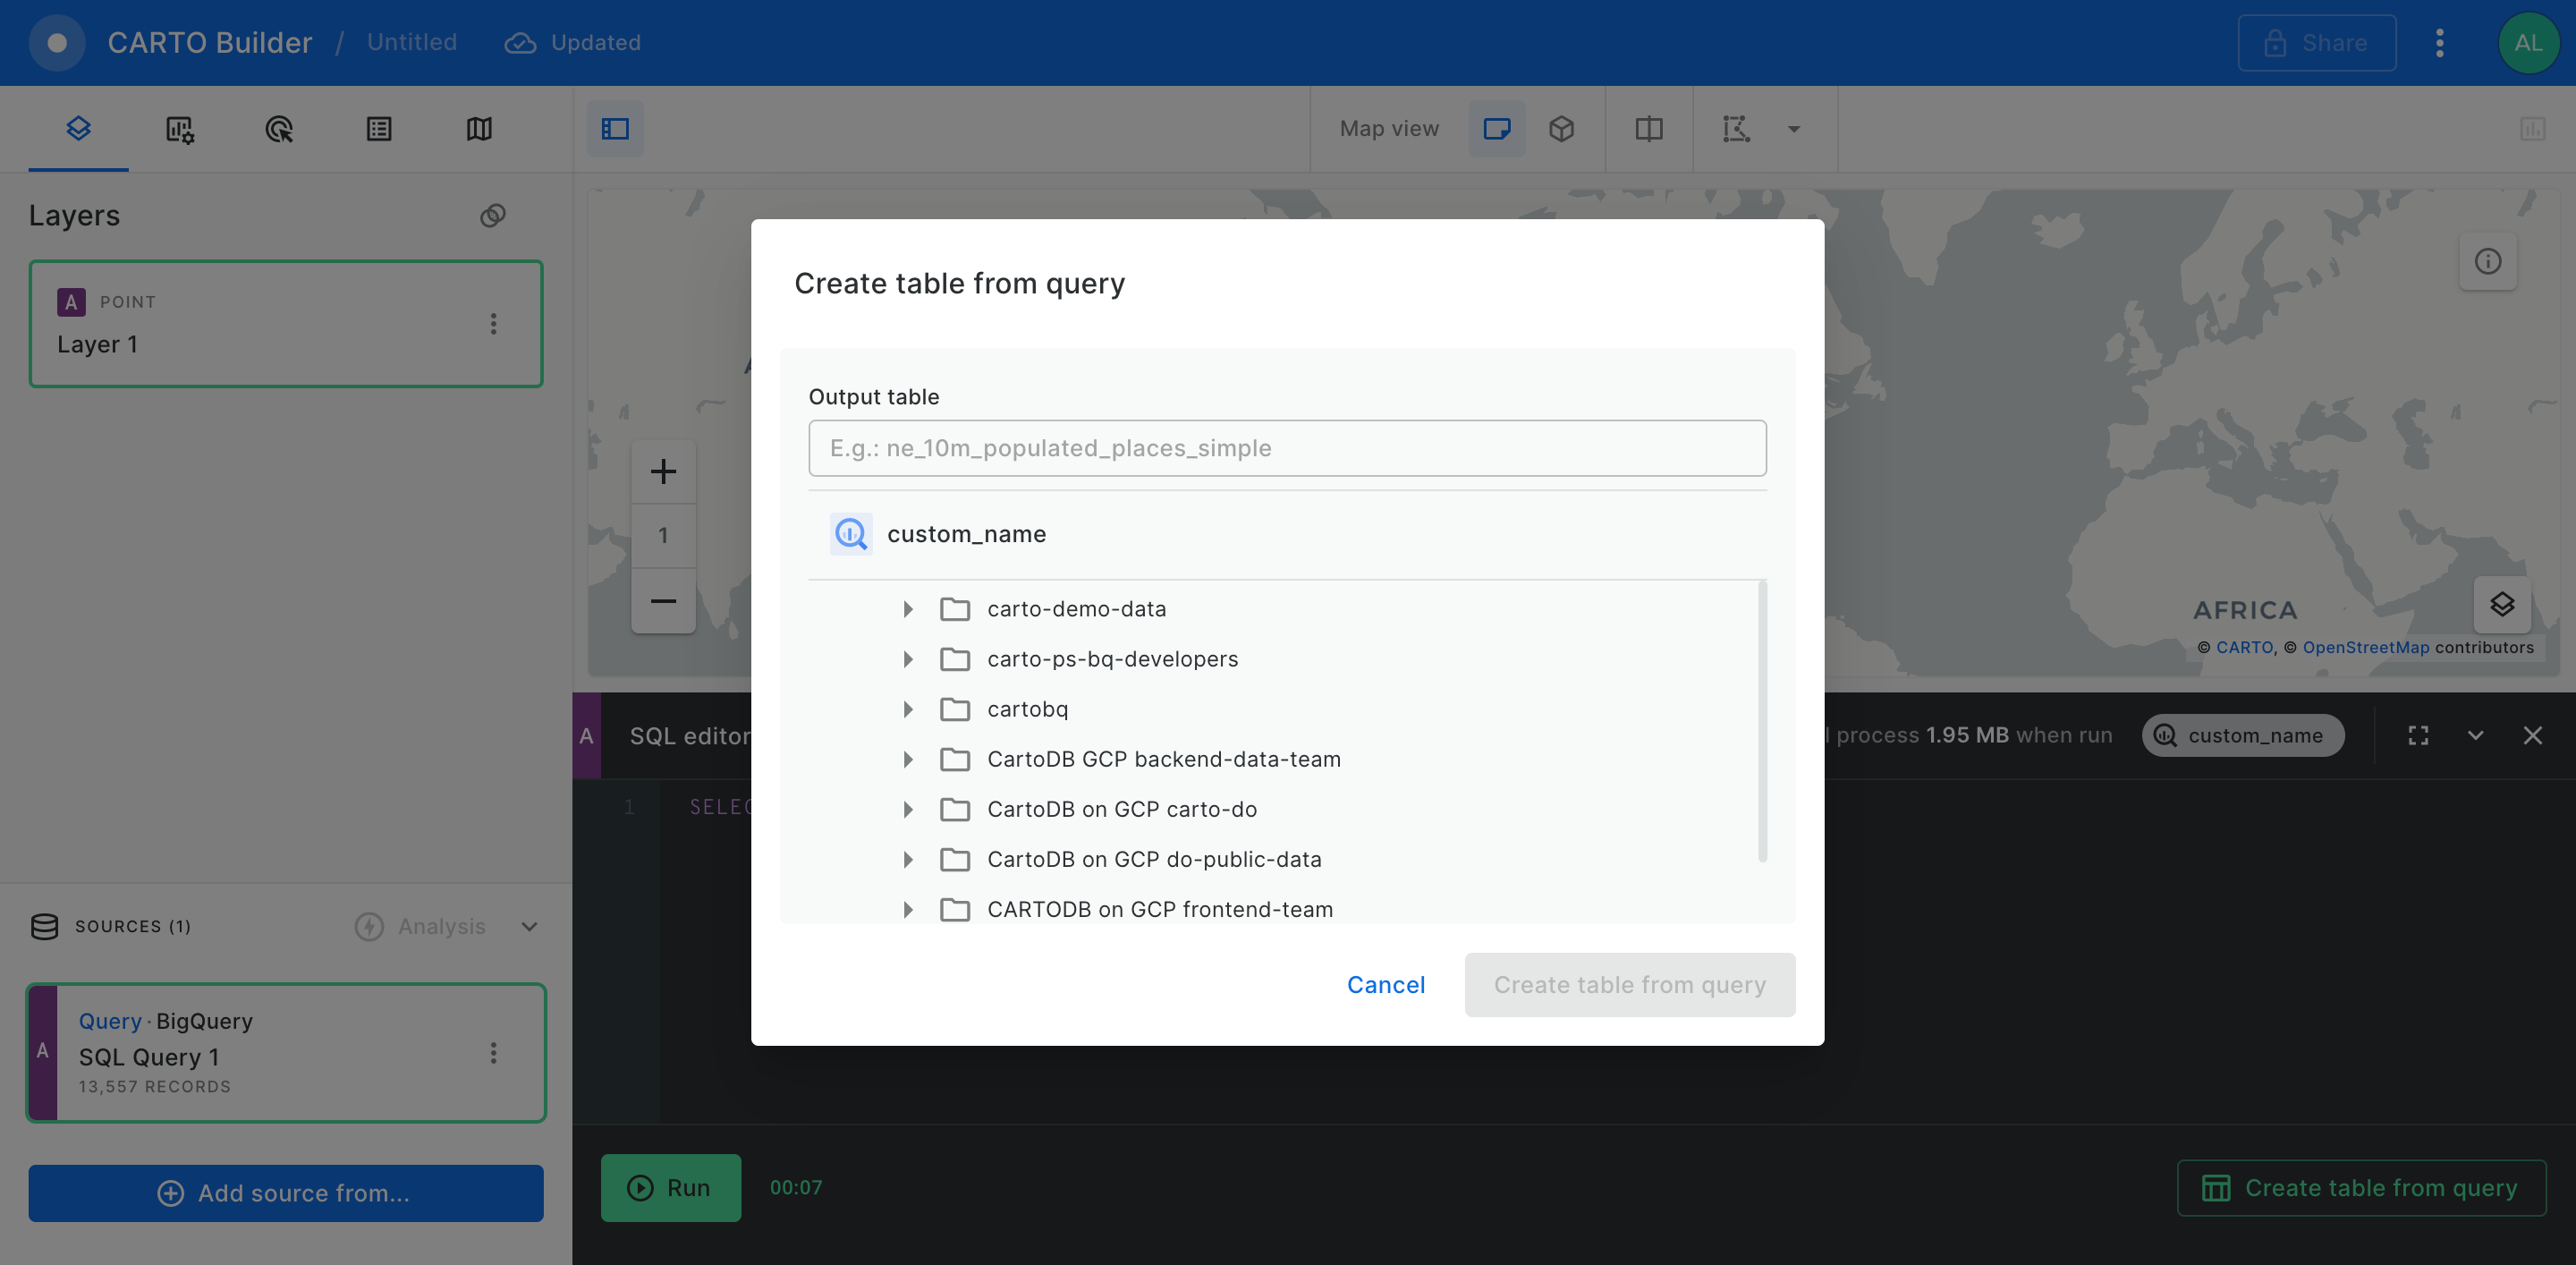 CARTO Builder / Untitled Updated
Share
AL
Map view
Layers
A POINT
Layer 1
1
AFRICA
© CARTO, © OpenStreetMap contributors
Create table from query
Output table
E.g.: ne_10m_populated_places_simple
custom_name
carto-demo-data
carto-ps-bq-developers
cartobq
CartoDB GCP backend-data-team
CartoDB on GCP carto-do
CartoDB on GCP do-public-data
CARTODB on GCP frontend-team
Cancel
Create table from query
A
SQL editor
process 1.95 MB when run
custom_name
1 SELEC
SOURCES (1)
Analysis
A
Query · BigQuery
SQL Query 1
13,557 RECORDS
Add source from...
Run
00:07
Create table from query